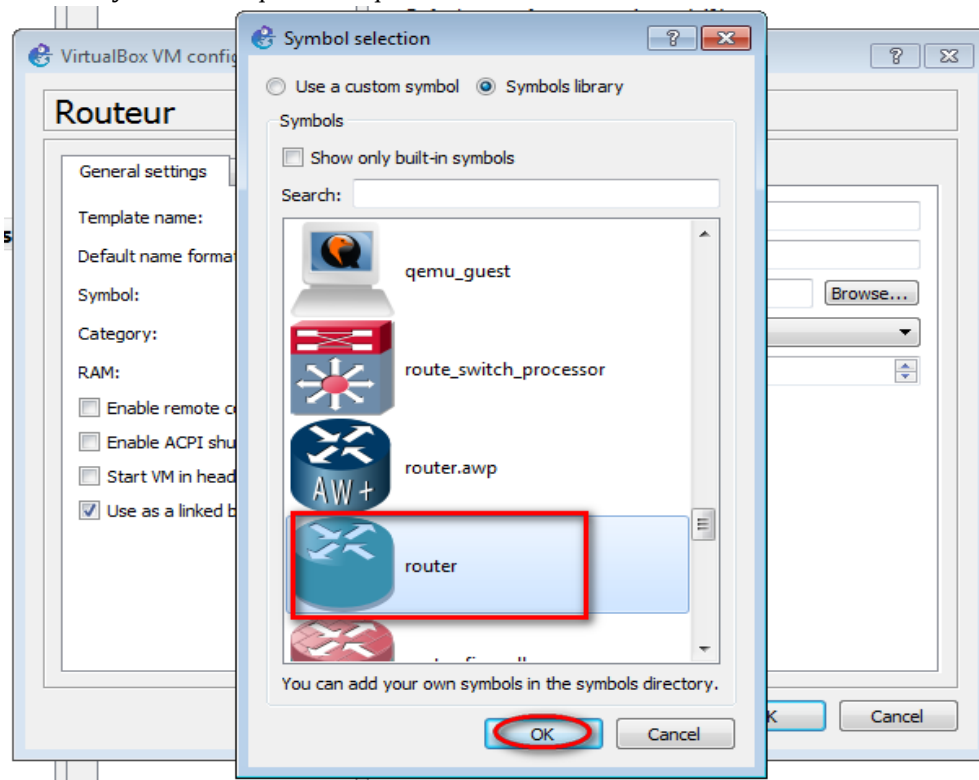 Symbol selection
VirtualBox VM config
Use a custom symbol
Symbols library
Routeur
Symbols
Show only built-in symbols
General settings
Search:
Template name:
Default name format
qemu_guest
Symbol:
Browse...
Category:
RAM:
route_switch_processor
Enable remote co
Enable ACPI shu
router.awp
Start VM in head
AW+
Use as a linked b
router
You can add your own symbols in the symbols directory.
OK
Cancel
K
Cancel